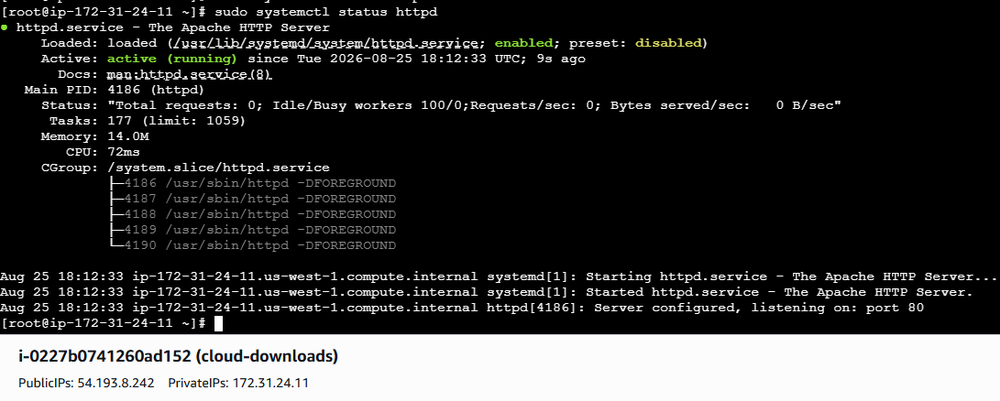 [root@ip-172-31-24-11 ~]# sudo systemctl status httpd
● httpd.service - The Apache HTTP Server
Loaded: loaded (/usr/lib/systemd/system/httpd.service; enabled; preset: disabled)
Active: active (running) since Tue 2026-08-25 18:12:33 UTC; 9s ago
Docs: man:httpd.service(8)
Main PID: 4186 (httpd)
Status: "Total requests: 0; Idle/Busy workers 100/0;Requests/sec: 0; Bytes served/sec:   0 B/sec"
Tasks: 177 (limit: 1059)
Memory: 14.0M
CPU: 72ms
CGroup: /system.slice/httpd.service
├─4186 /usr/sbin/httpd -DFOREGROUND
├─4187 /usr/sbin/httpd -DFOREGROUND
├─4188 /usr/sbin/httpd -DFOREGROUND
├─4189 /usr/sbin/httpd -DFOREGROUND
└─4190 /usr/sbin/httpd -DFOREGROUND
Aug 25 18:12:33 ip-172-31-24-11.us-west-1.compute.internal systemd[1]: Starting httpd.service - The Apache HTTP Server...
Aug 25 18:12:33 ip-172-31-24-11.us-west-1.compute.internal systemd[1]: Started httpd.service - The Apache HTTP Server.
Aug 25 18:12:33 ip-172-31-24-11.us-west-1.compute.internal httpd[4186]: Server configured, listening on: port 80
[root@ip-172-31-24-11 ~]#
i-0227b0741260ad152 (cloud-downloads)
PublicIPs: 54.193.8.242 PrivateIPs: 172.31.24.11